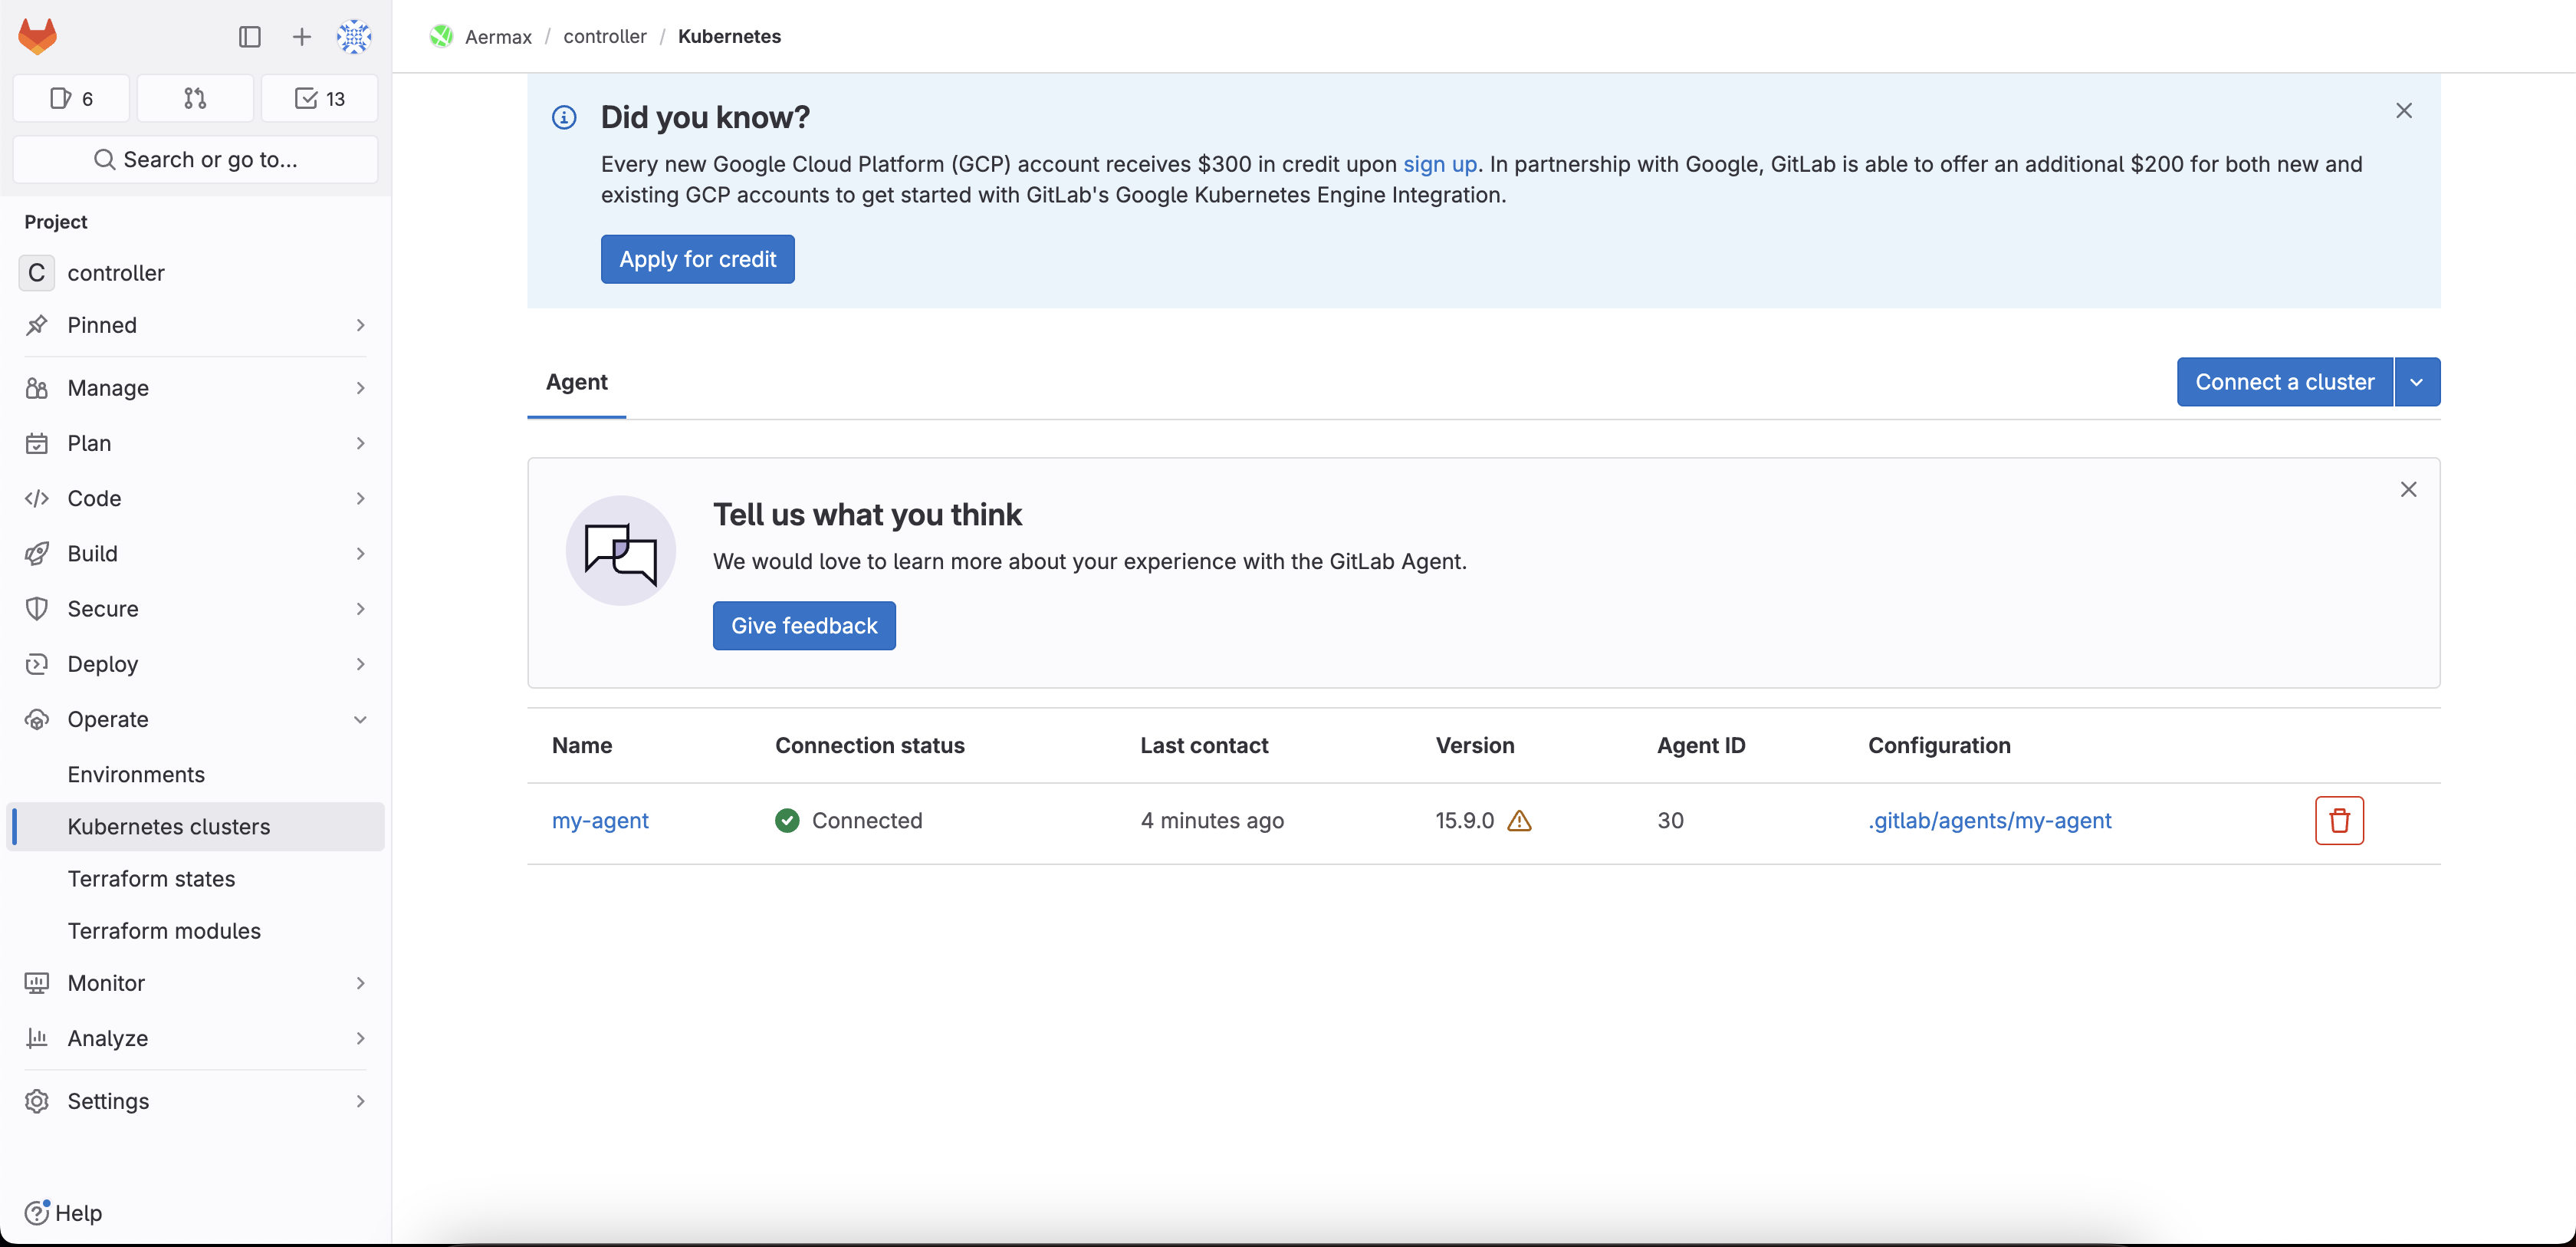 Aermax / controller / Kubernetes
6
13
Search or go to...
Project
C controller
Pinned
Manage
Plan
Code
Build
Secure
Deploy
Operate
Environments
Kubernetes clusters
Terraform states
Terraform modules
Monitor
Analyze
Settings
Help
Did you know?
Every new Google Cloud Platform (GCP) account receives $300 in credit upon sign up. In partnership with Google, GitLab is able to offer an additional $200 for both new and
existing GCP accounts to get started with GitLab's Google Kubernetes Engine Integration.
Apply for credit
Agent
Connect a cluster
Tell us what you think
We would love to learn more about your experience with the GitLab Agent.
Give feedback
Name Connection status Last contact Version Agent ID Configuration
my-agent Connected 4 minutes ago 15.9.0 30 .gitlab/agents/my-agent